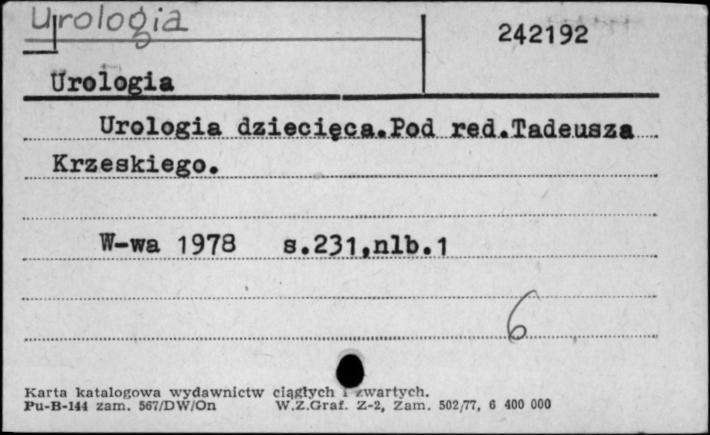 Urologia
242192
Urologia
Urologia dziecięca.Pod red.Tadeusza
Krzeskiego.
W-wa 1978 s.231,nlb.1
6
Karta katalogowa wydawnictw ciągłych i zwartych.
Pu-B-144 zam. 567/DW/On W.Z.Graf. Z-2, Zam. 502/77, 6 400 000